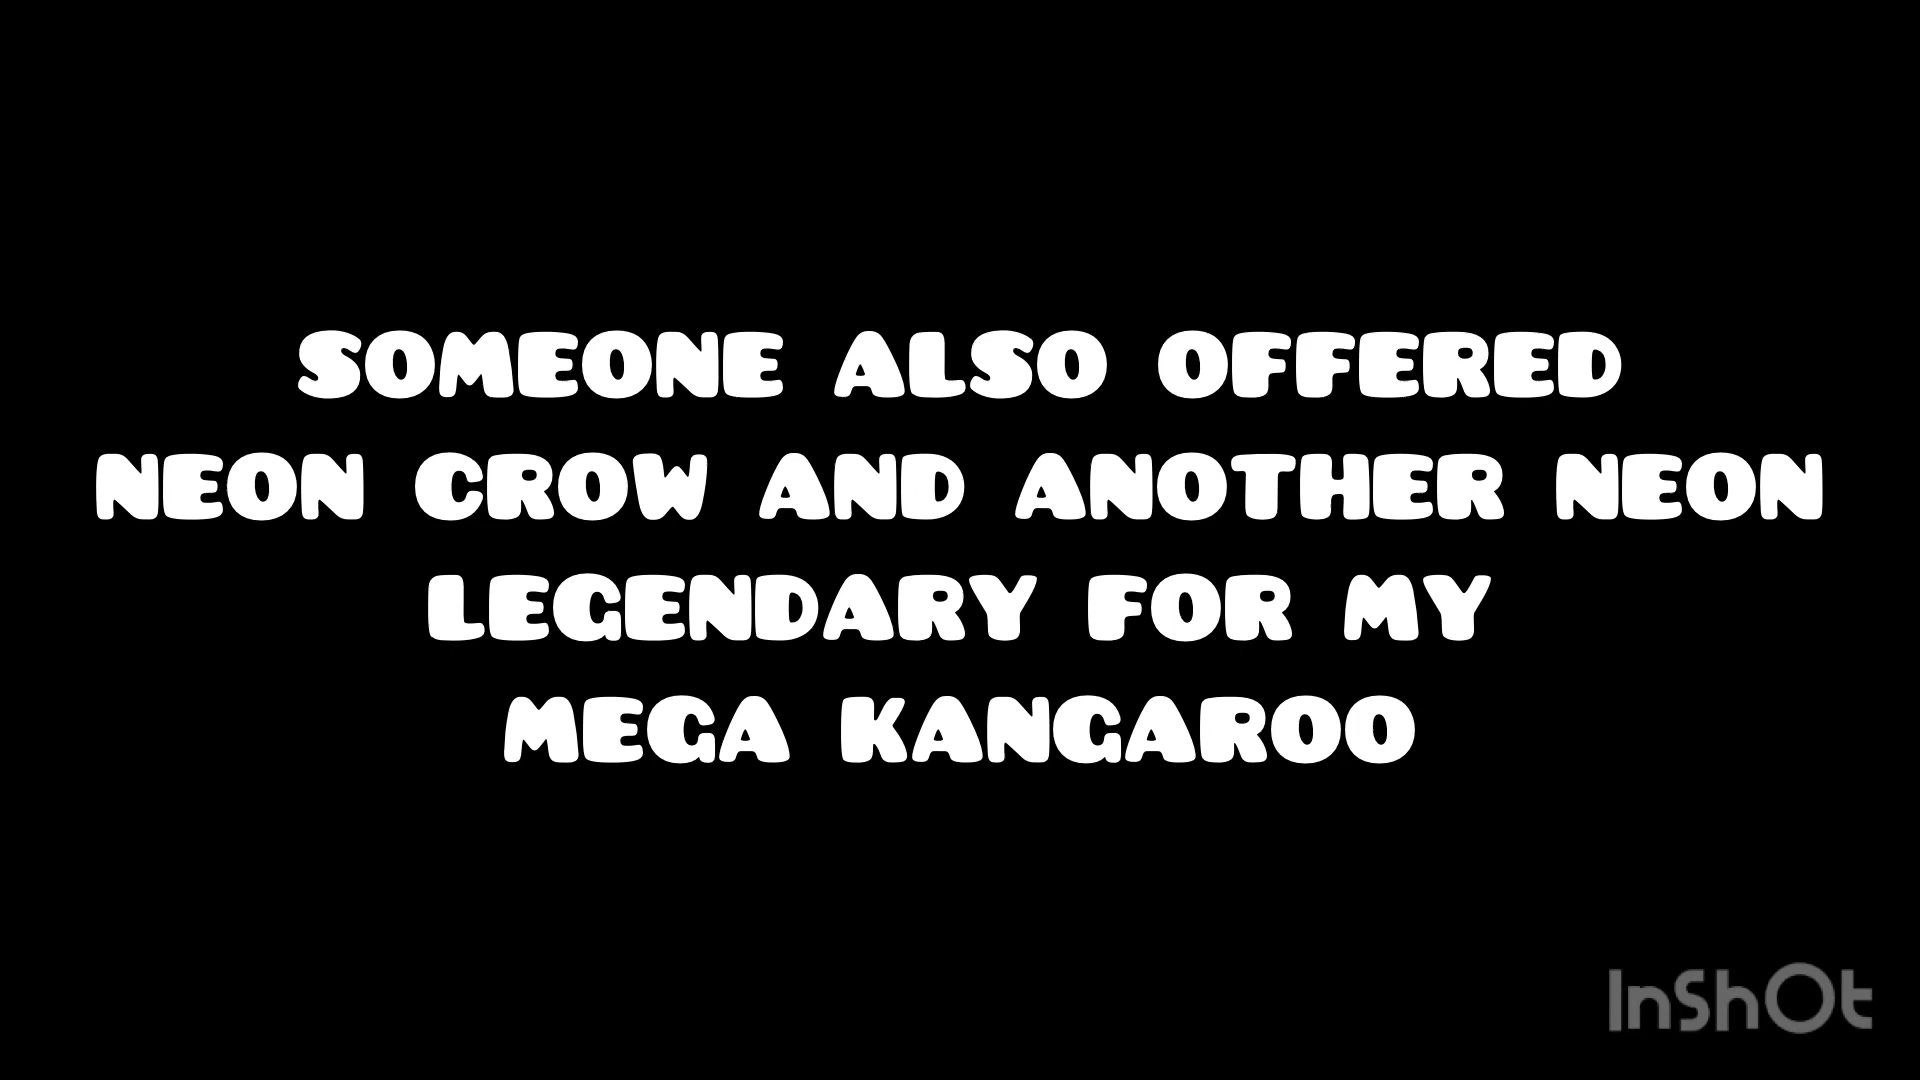 SOMEONE ALSO OFFERED
NEON CROW AND ANOTHER NEON
LEGENDARY FOR MY
MEGA KANGAROO
InShOt